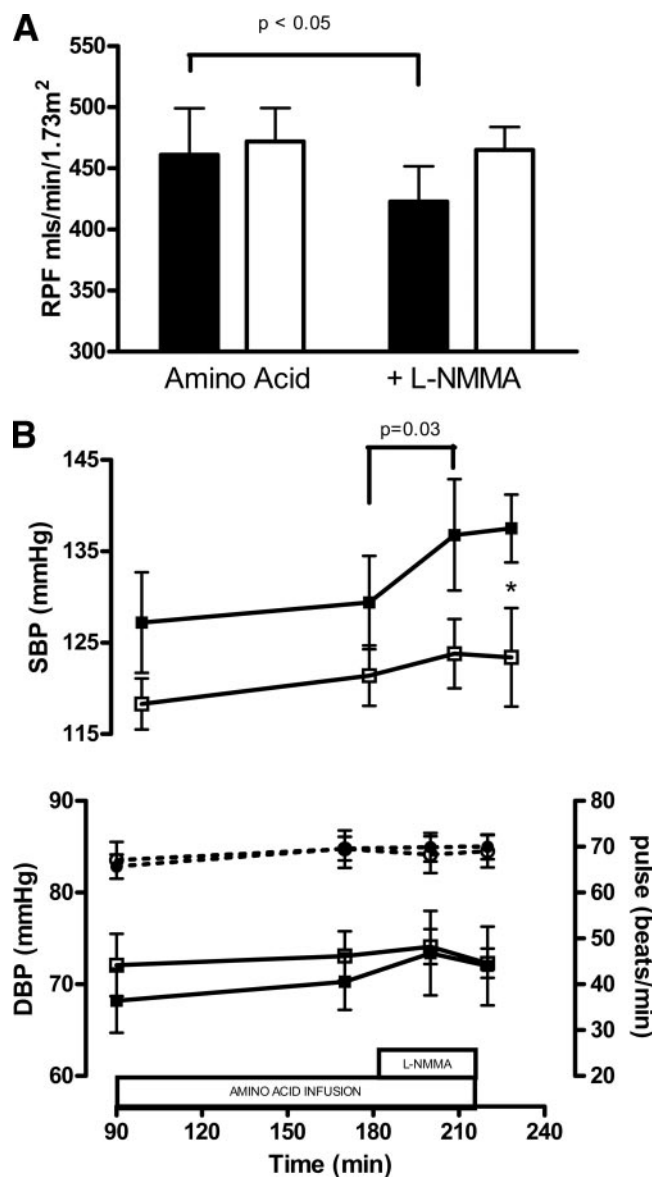 A
p < 0.05
RPF mls/min/1.73m²
550
500
450
400
350
300
Amino Acid
+ L-NMMA
B
p=0.03
SBP (mmHg)
145
135
125
115
*
DBP (mmHg)
90
80
70
60
80
70
60
50
40
30
20
pulse (beats/min)
L-NMMA
AMINO ACID INFUSION
90 120 150 180 210 240
Time (min)